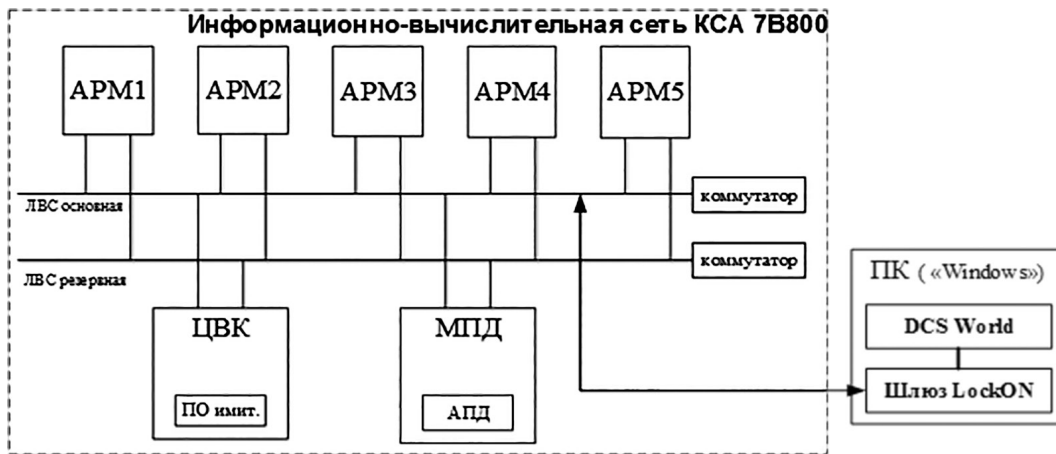 Информационно-вычислительная сеть КСА 7В800
АРМ1
АРМ2
АРМ3
АРМ4
АРМ5
ЛВС основная
коммутатор
ЛВС резервная
коммутатор
ЦВК
ПО имит.
МПД
АПД
ПК ( «Windows»)
DCS World
Шлюз LockON